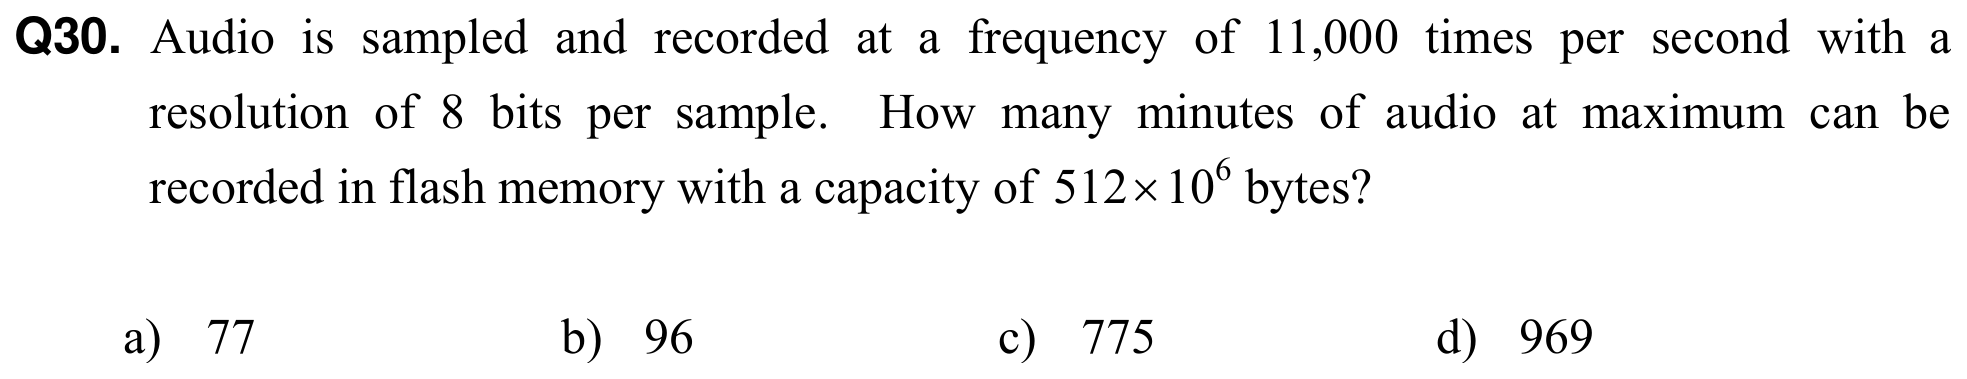 Q30. Audio is sampled and recorded at a frequency of 11,000 times per second with a
resolution of 8 bits per sample. How many minutes of audio at maximum can be
recorded in flash memory with a capacity of 512×10⁶ bytes?
a) 77 b) 96 c) 775 d) 969